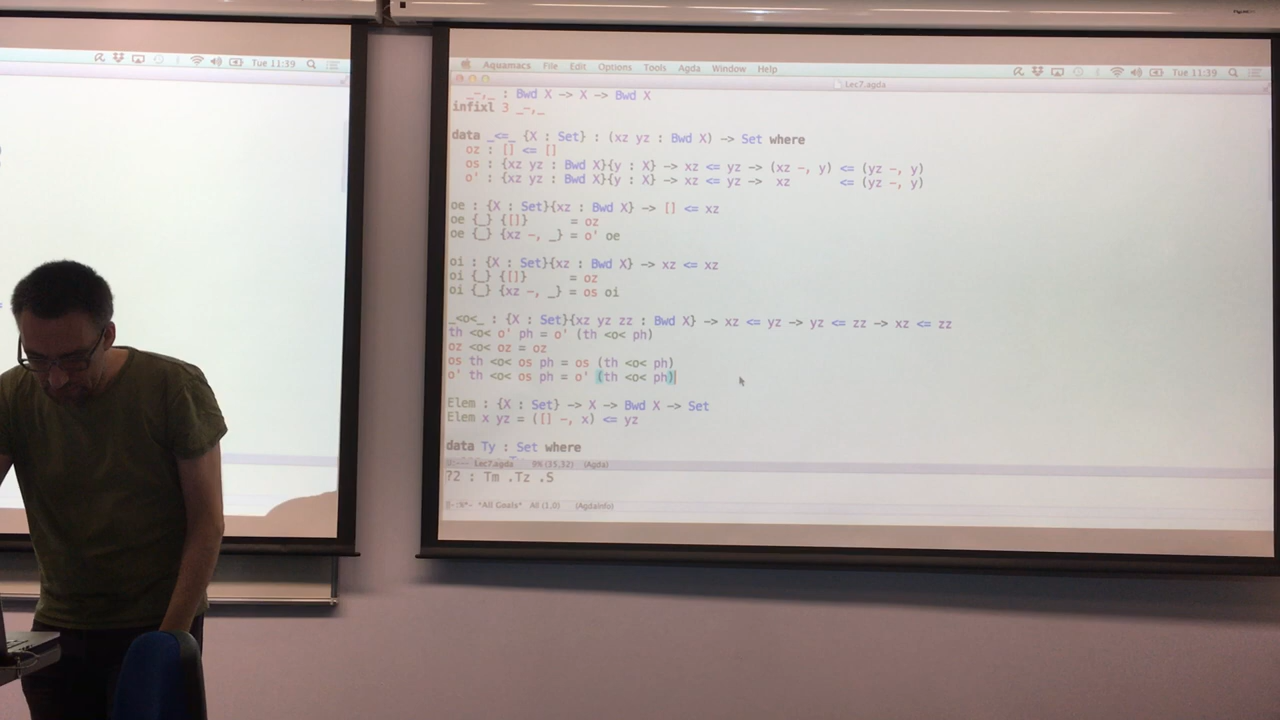 Tue 11:39
Aquamacs File Edit Options Tools Agda Window Help Tue 11:39
Lec7.agda
_-,_ : Bwd X -> X -> Bwd X
infixl 3 _-,_
data _<=_ {X : Set} : (xz yz : Bwd X) -> Set where
oz : [] <= []
os : {xz yz : Bwd X}{y : X} -> xz <= yz -> (xz -, y) <= (yz -, y)
o' : {xz yz : Bwd X}{y : X} -> xz <= yz -> xz <= (yz -, y)
oe : {X : Set}{xz : Bwd X} -> [] <= xz
oe {_} {[]} = oz
oe {_} {xz -, _} = o' oe
oi : {X : Set}{xz : Bwd X} -> xz <= xz
oi {_} {[]} = oz
oi {_} {xz -, _} = os oi
_<o<_ : {X : Set}{xz yz zz : Bwd X} -> xz <= yz -> yz <= zz -> xz <= zz
th <o< o' ph = o' (th <o< ph)
oz <o< oz = oz
os th <o< os ph = os (th <o< ph)
o' th <o< os ph = o' (th <o< ph)
Elem : {X : Set} -> X -> Bwd X -> Set
Elem x yz = ([] -, x) <= yz
data Ty : Set where
Lec7.agda 9% (35,32) (Agda)
?2 : Tm .Tz .S
*All Goals* All (1,0) (AgdaInfo)